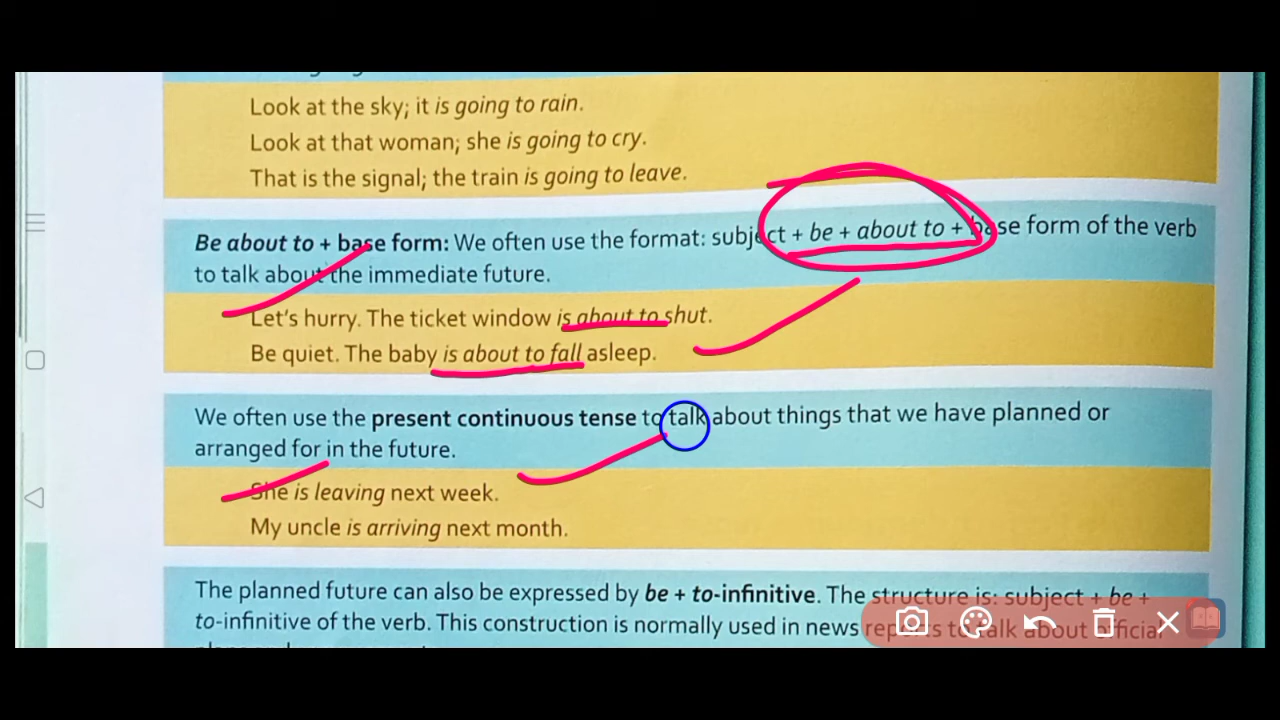 Look at the sky; it is going to rain.
Look at that woman; she is going to cry.
That is the signal; the train is going to leave.
Be about to + base form: We often use the format: subject + be + about to + base form of the verb
to talk about the immediate future.
Let's hurry. The ticket window is about to shut.
Be quiet. The baby is about to fall asleep.
We often use the present continuous tense to talk about things that we have planned or
arranged for in the future.
She is leaving next week.
My uncle is arriving next month.
The planned future can also be expressed by be + to-infinitive. The structure is: subject + be +
to-infinitive of the verb. This construction is normally used in news reports to talk about official